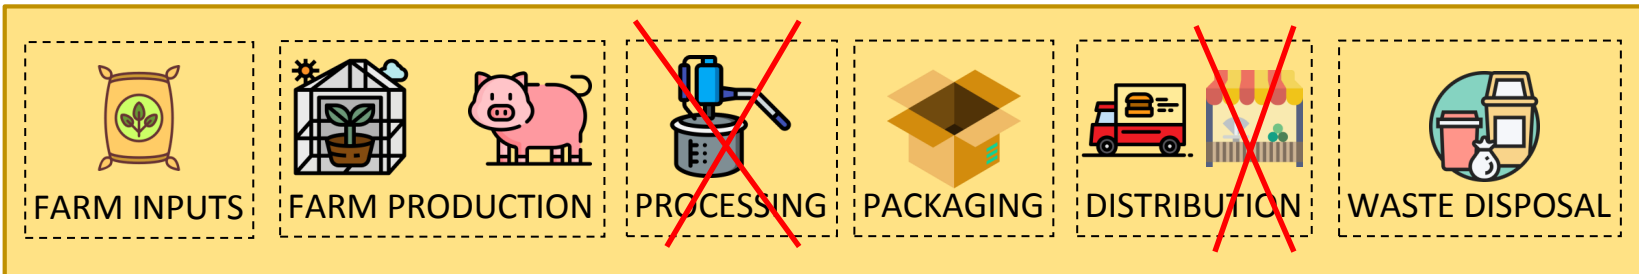 FARM INPUTS
FARM PRODUCTION
PROCESSING
PACKAGING
DISTRIBUTION
WASTE DISPOSAL